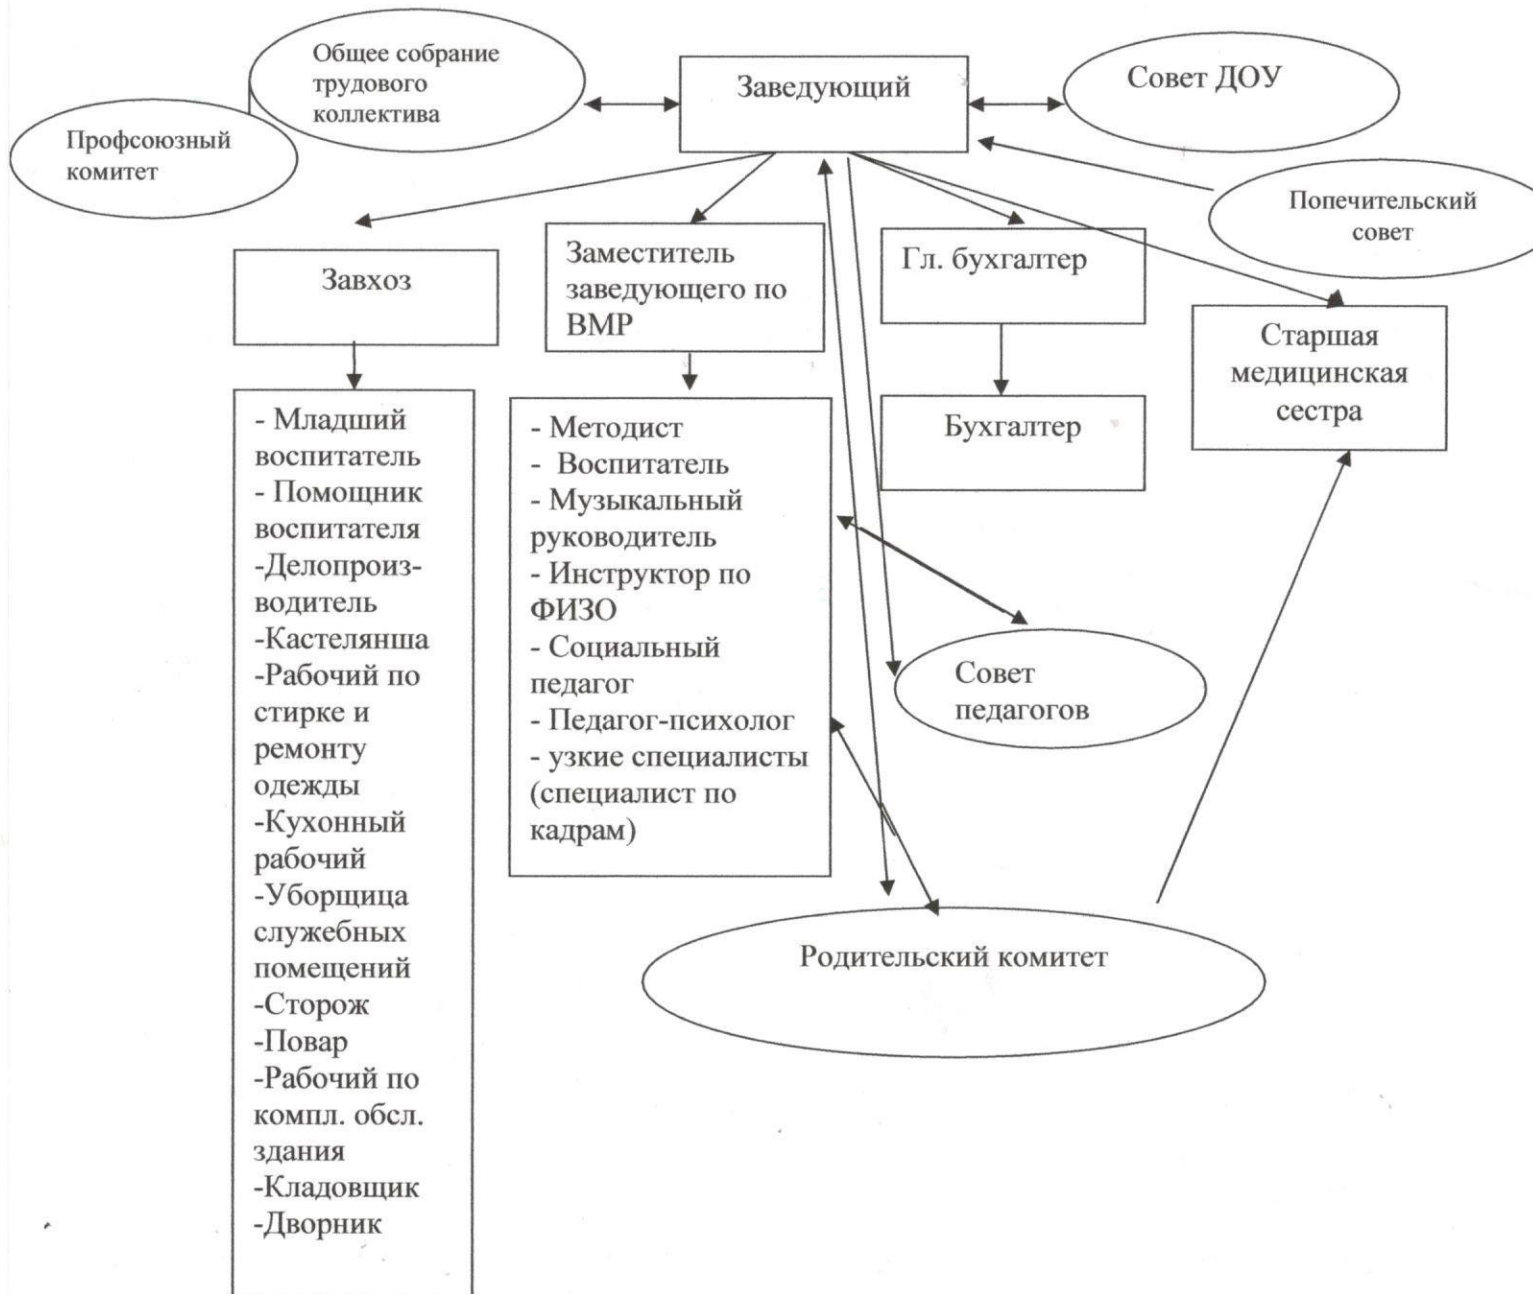 Общее собрание
трудового
коллектива
Заведующий
Совет ДОУ
Профсоюзный
комитет
Попечительский
совет
Завхоз
Заместитель
заведующего по
ВМР
Гл. бухгалтер
Старшая
медицинская
сестра
- Младший
воспитатель
- Помощник
воспитателя
-Делопроиз-
водитель
-Кастелянша
-Рабочий по
стирке и
ремонту
одежды
-Кухонный
рабочий
-Уборщица
служебных
помещений
-Сторож
-Повар
-Рабочий по
компл. обсл.
здания
-Кладовщик
-Дворник
- Методист
- Воспитатель
- Музыкальный
руководитель
- Инструктор по
ФИЗО
- Социальный
педагог
- Педагог-психолог
- узкие специалисты
(специалист по
кадрам)
Бухгалтер
Совет
педагогов
Родительский комитет